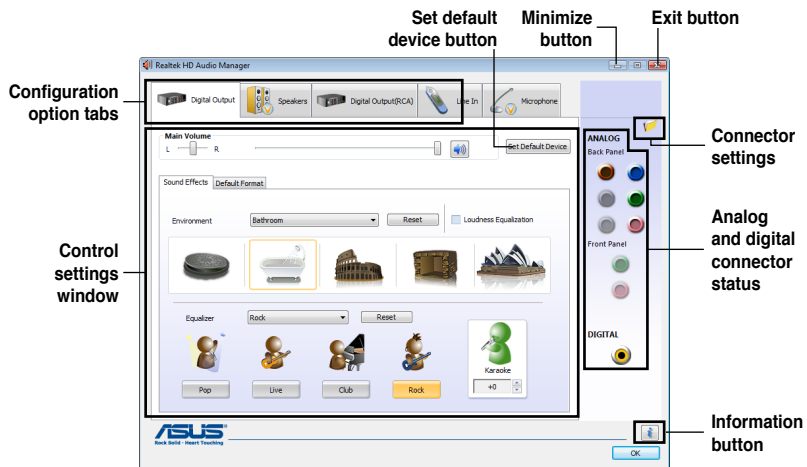 Set default
device button
Minimize
button
Exit button
Realtek HD Audio Manager
Configuration
option tabs
Digital Output
Speakers
Digital Output(RCA)
Line In
Microphone
Main Volume
L
R
Set Default Device
ANALOG
Back Panel
Connector
settings
Sound Effects
Default Format
Environment
Bathroom
Reset
Loudness Equalization
Control
settings
window
Front Panel
Analog
and digital
connector
status
Equalizer
Rock
Reset
DIGITAL
Karaoke
+0
Pop
Live
Club
Rock
ASUS
Rock Solid · Heart Touching
Information
button
OK